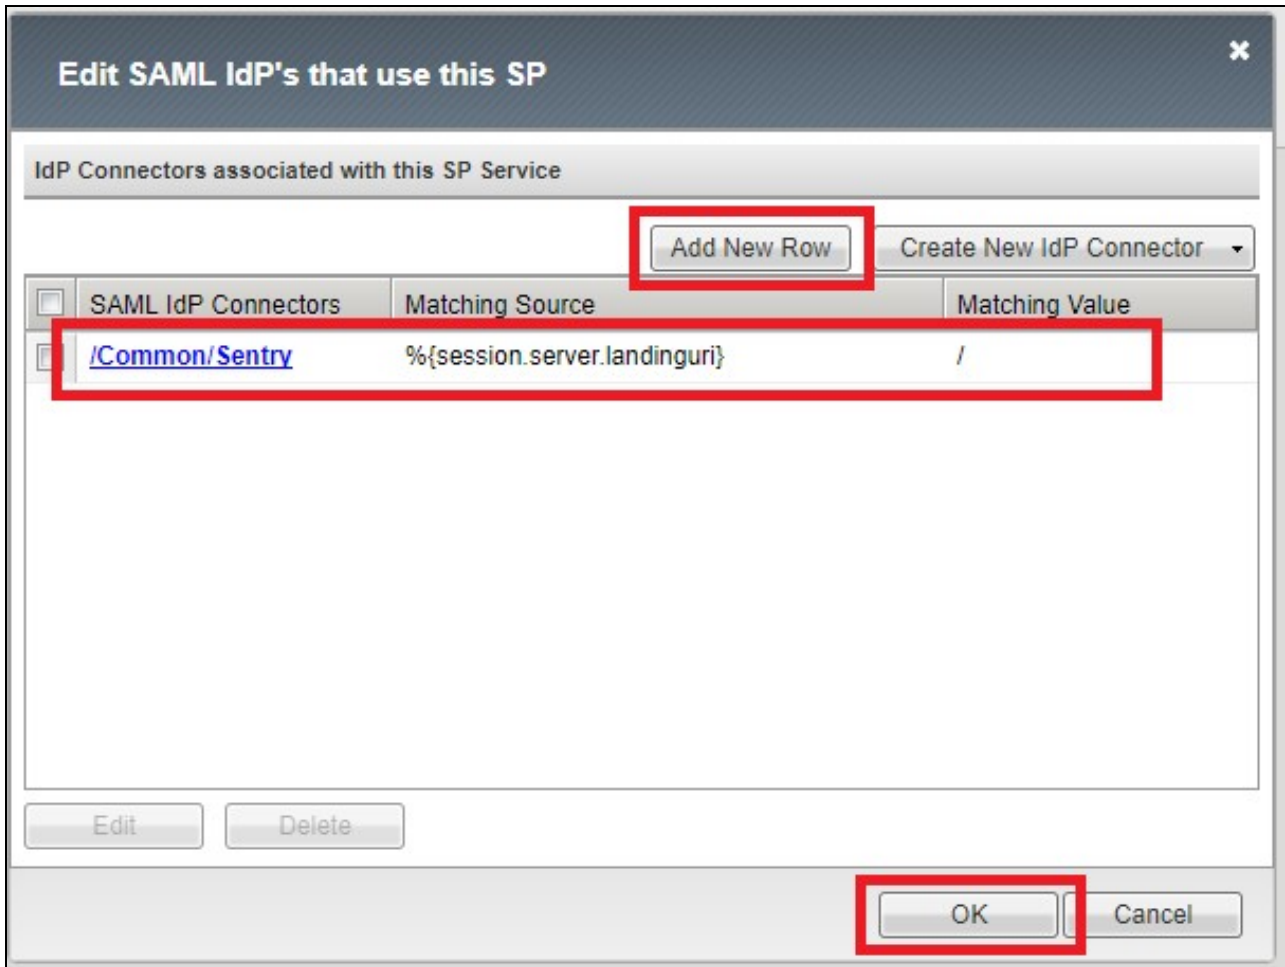 Edit SAML IdP's that use this SP
IdP Connectors associated with this SP Service
Add New Row Create New IdP Connector
SAML IdP Connectors Matching Source Matching Value
/Common/Sentry %{session.server.landinguri} /
Edit Delete
OK Cancel